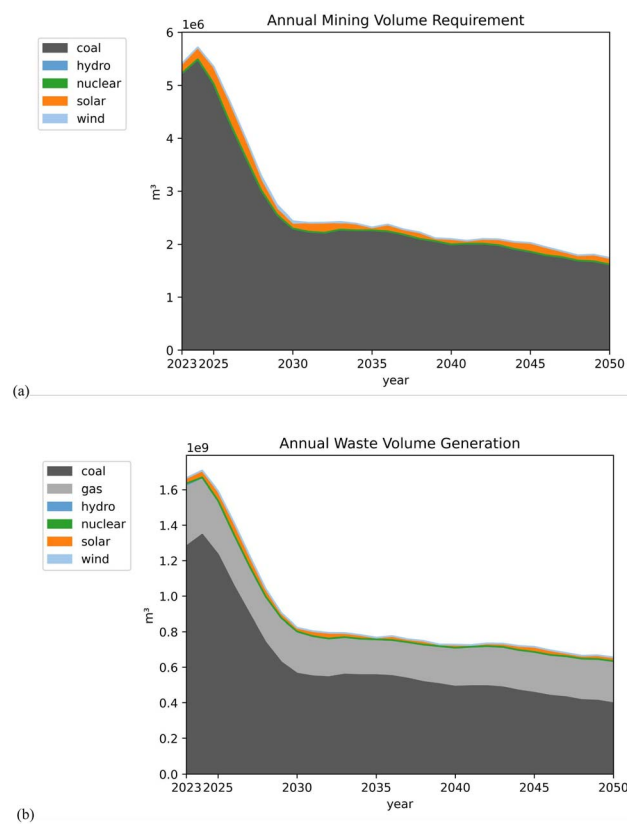 Annual Mining Volume Requirement
1e6
coal
hydro
nuclear
solar
wind
6
5
4
3
2
1
0
m³
2023 2025 2030 2035 2040 2045 2050
year
(a)
Annual Waste Volume Generation
1e9
coal
gas
hydro
nuclear
solar
wind
1.6
1.4
1.2
1.0
0.8
0.6
0.4
0.2
0.0
m³
2023 2025 2030 2035 2040 2045 2050
year
(b)